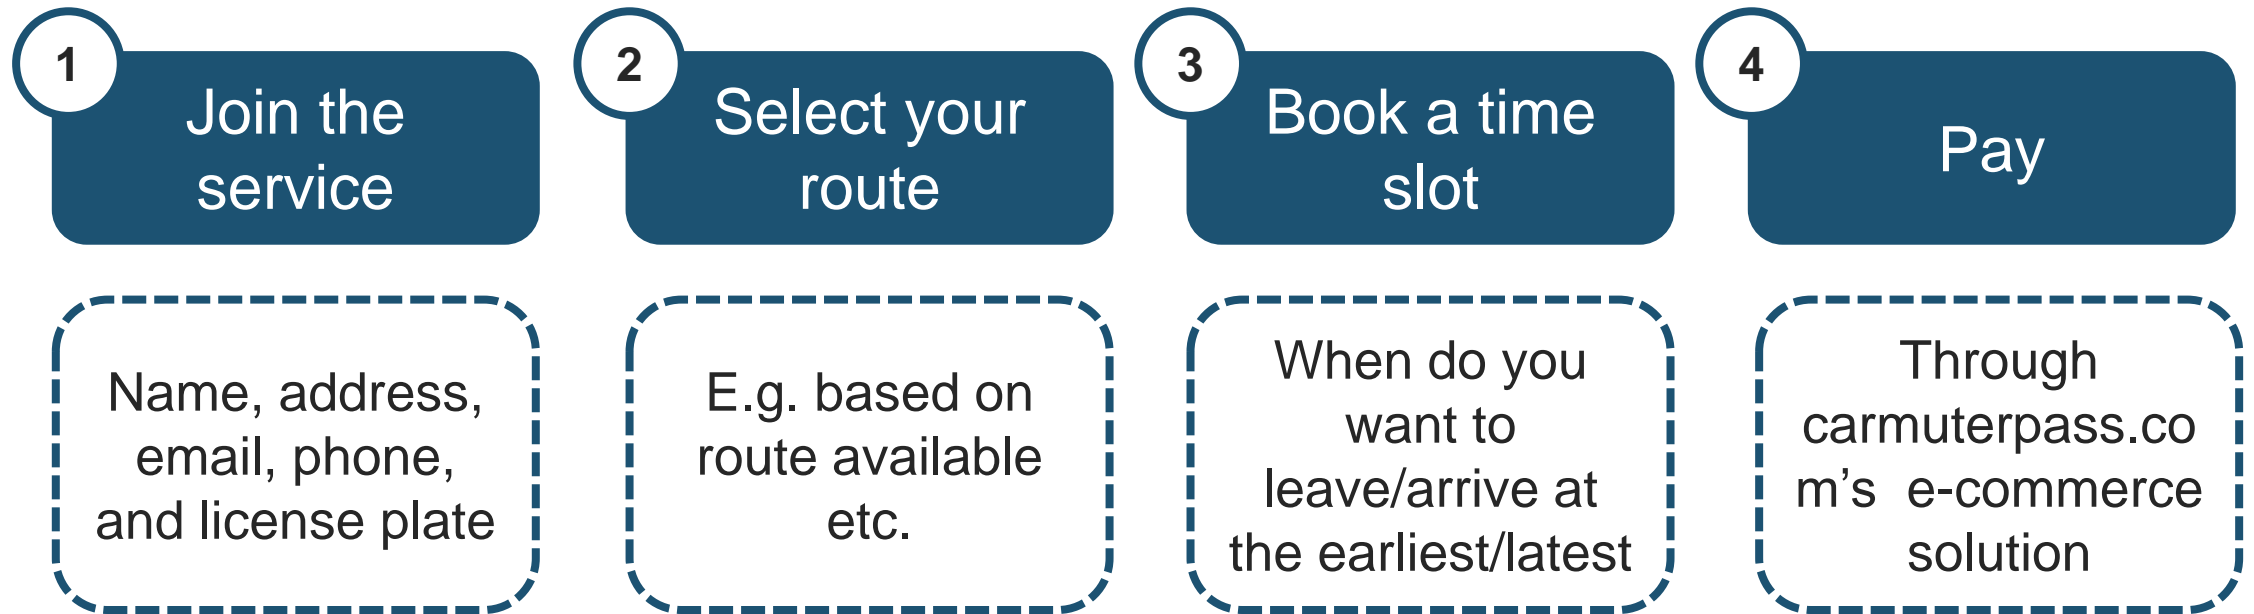 1
Join the
service
Name, address,
email, phone,
and license plate
2
Select your
route
E.g. based on
route available
etc.
3
Book a time
slot
When do you
want to
leave/arrive at
the earliest/latest
4
Pay
Through
carmuterpass.co
m’s  e-commerce
solution